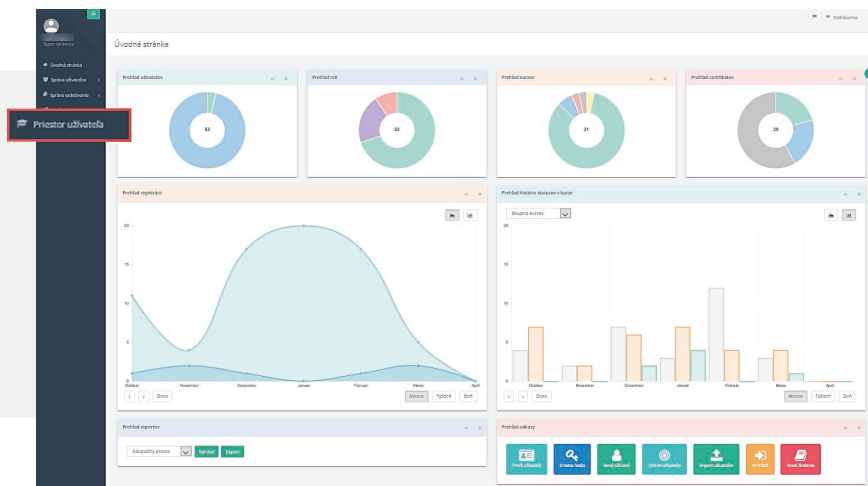 Odhlásenie
Super správca
Úvodná stránka
Úvodná stránka
Správa užívateľov
Správa vzdelávania
Priestor užívateľa
Prehľad užívateľov
53
Prehľad rolí
53
Prehľad kurzov
31
Prehľad certifikátov
29
Prehľad registrácií
20
15
10
5
0
Október
November
December
Január
Február
Marec
Apríl
Dnes
Mesiac
Týždeň
Deň
Prehľad histórie statusov v kurze
Skupina kurzov
20
15
10
5
0
Október
November
December
Január
Február
Marec
Apríl
Dnes
Mesiac
Týždeň
Deň
Prehľad reportov
Adaptačný proces
Náhľad
Export
Prehľad odkazy
Profil užívateľa
Zmena hesla
Nový užívateľ
Import užívateľov
Prihlásiť
Nové školenie